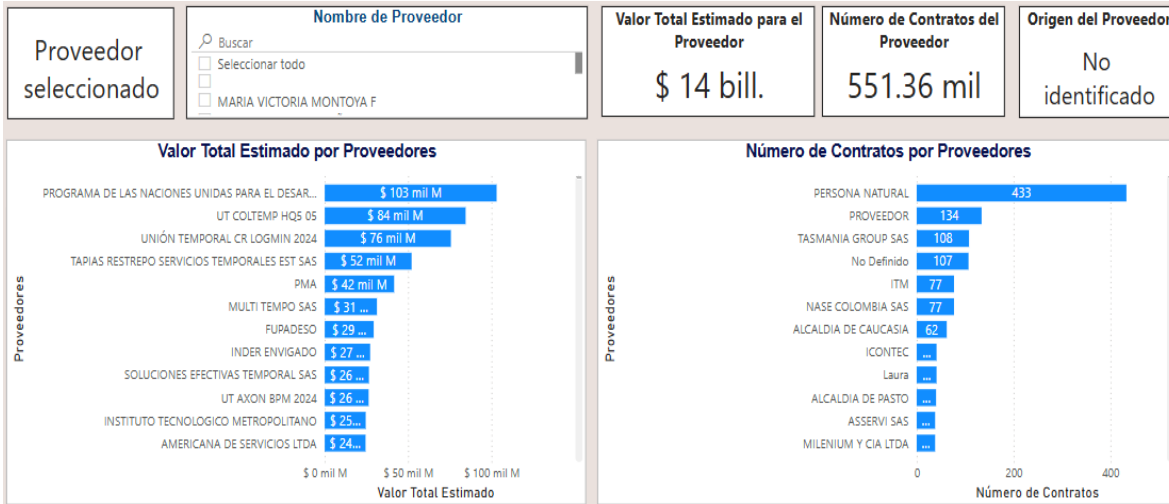 Proveedor
seleccionado
Nombre de Proveedor
Buscar
Seleccionar todo
MARIA VICTORIA MONTOYA F
Valor Total Estimado para el
Proveedor
$ 14 bill.
Número de Contratos del
Proveedor
551.36 mil
Origen del Proveedor
No
identificado
Valor Total Estimado por Proveedores
Proveedores
PROGRAMA DE LAS NACIONES UNIDAS PARA EL DESAR... $ 103 mil M
UT COLTEMP HQ5 05 $ 84 mil M
UNIÓN TEMPORAL CR LOGMIN 2024 $ 76 mil M
TAPIAS RESTREPO SERVICIOS TEMPORALES EST SAS $ 52 mil M
PMA $ 42 mil M
MULTI TEMPO SAS $ 31 ...
FUPADESO $ 29 ...
INDER ENVIGADO $ 27 ...
SOLUCIONES EFECTIVAS TEMPORAL SAS $ 26 ...
UT AXON BPM 2024 $ 26 ...
INSTITUTO TECNOLOGICO METROPOLITANO $ 25...
AMERICANA DE SERVICIOS LTDA $ 24...
$ 0 mil M $ 50 mil M $ 100 mil M
Valor Total Estimado
Número de Contratos por Proveedores
Proveedores
PERSONA NATURAL 433
PROVEEDOR 134
TASMANIA GROUP SAS 108
No Definido 107
ITM 77
NASE COLOMBIA SAS 77
ALCALDIA DE CAUCASIA 62
ICONTEC ...
Laura ...
ALCALDIA DE PASTO ...
ASSERVI SAS ...
MILENIUM Y CIA LTDA ...
0 200 400
Número de Contratos